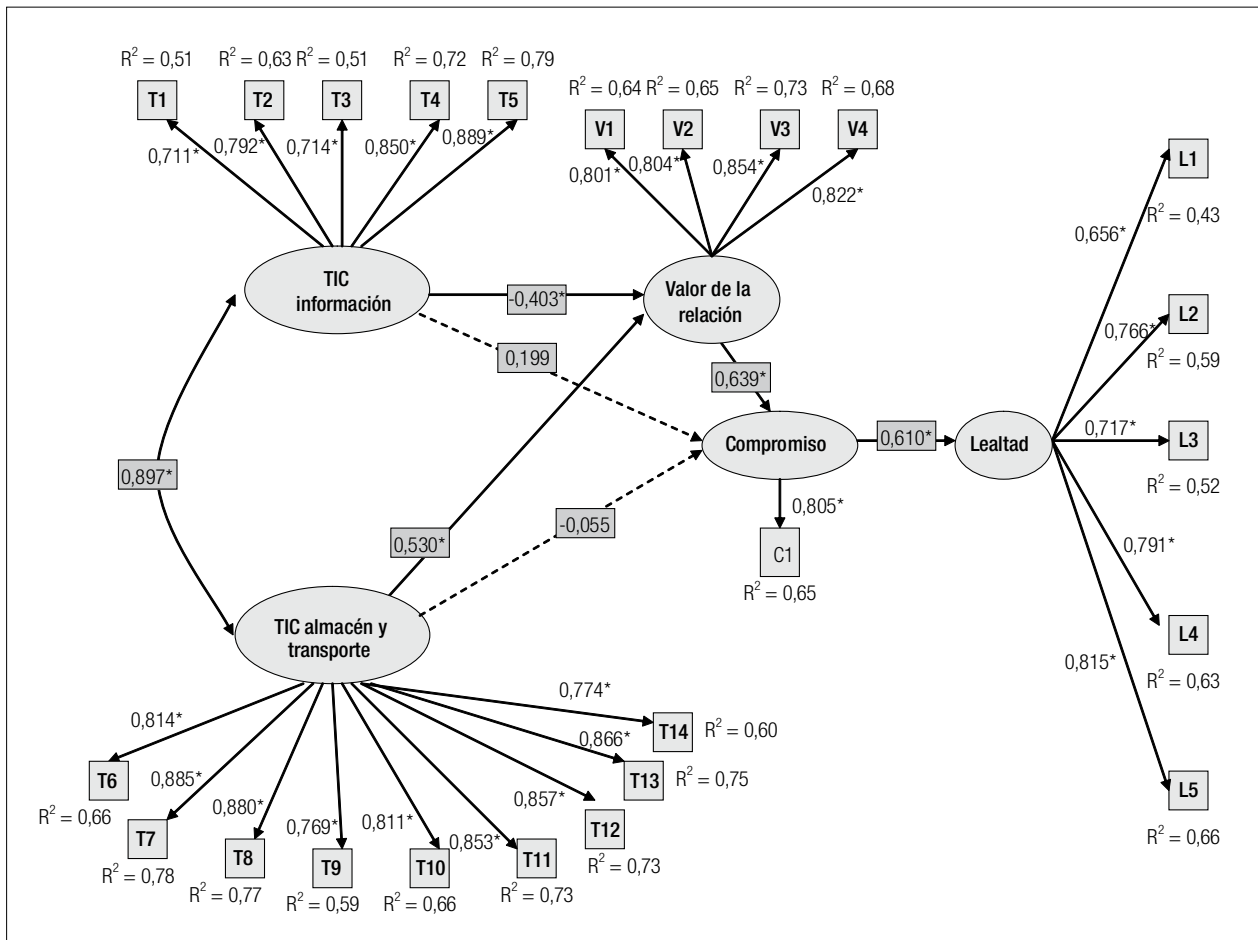 R² = 0,51
R² = 0,63
R² = 0,51
R² = 0,72
R² = 0,79
T1
T2
T3
T4
T5
0,711*
0,792*
0,714*
0,850*
0,889*
R² = 0,64
R² = 0,65
R² = 0,73
R² = 0,68
V1
V2
V3
V4
0,801*
0,804*
0,854*
0,822*
TIC
información
-0,403*
Valor de la
relación
0,199
0,639*
0,897*
Compromiso
0,610*
Lealtad
0,530*
-0,055
0,805*
C1
R² = 0,65
L1
R² = 0,43
0,656*
L2
0,766*
R² = 0,59
0,717*
L3
R² = 0,52
0,791*
L4
R² = 0,63
0,815*
L5
R² = 0,66
TIC almacén y
transporte
0,814*
0,885*
0,880*
0,769*
0,811*
0,853*
0,857*
0,866*
0,774*
T6
R² = 0,66
T7
R² = 0,78
T8
R² = 0,77
T9
R² = 0,59
T10
R² = 0,66
T11
R² = 0,73
T12
R² = 0,73
T13
R² = 0,75
T14
R² = 0,60